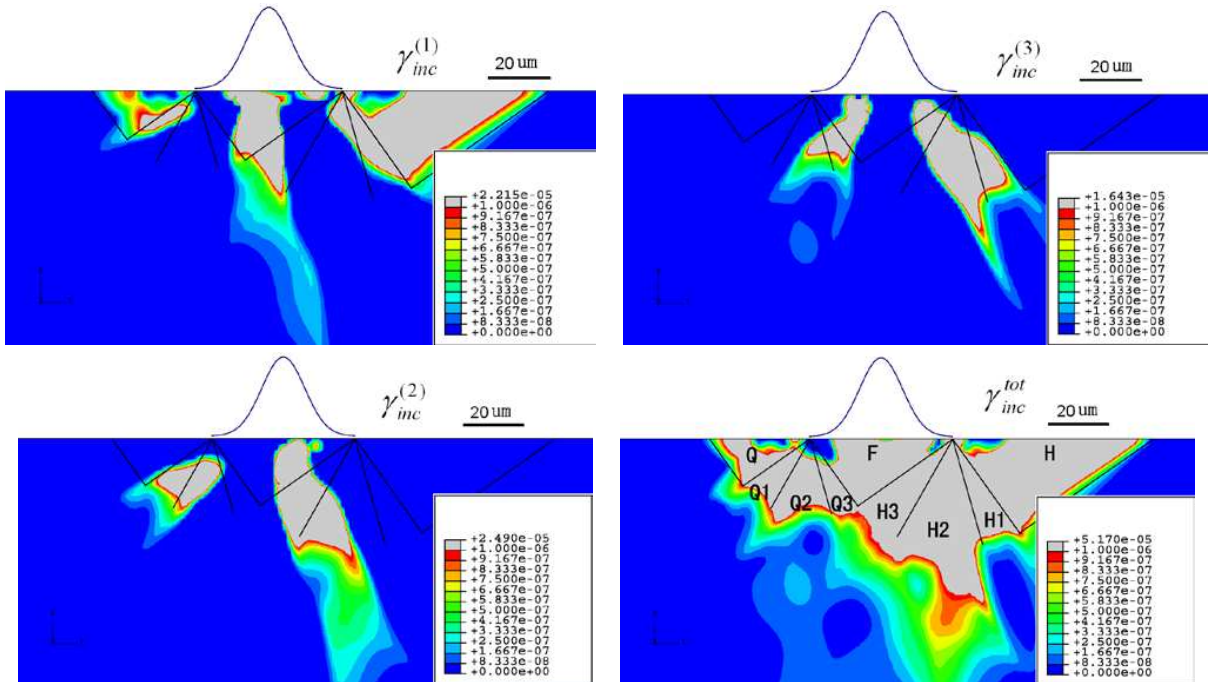 γ_inc^(1)
20 um
+2.215e-05
+1.000e-06
+9.167e-07
+8.333e-07
+7.500e-07
+6.667e-07
+5.833e-07
+5.000e-07
+4.167e-07
+3.333e-07
+2.500e-07
+1.667e-07
+8.333e-08
+0.000e+00
γ_inc^(3)
20 um
+1.643e-05
+1.000e-06
+9.167e-07
+8.333e-07
+7.500e-07
+6.667e-07
+5.833e-07
+5.000e-07
+4.167e-07
+3.333e-07
+2.500e-07
+1.667e-07
+8.333e-08
+0.000e+00
γ_inc^(2)
20 um
+2.490e-05
+1.000e-06
+9.167e-07
+8.333e-07
+7.500e-07
+6.667e-07
+5.833e-07
+5.000e-07
+4.167e-07
+3.333e-07
+2.500e-07
+1.667e-07
+8.333e-08
+0.000e+00
γ_inc^tot
20 um
Q F H
Q1 Q2 Q3 H3 H2 H1
+5.170e-05
+1.000e-06
+9.167e-07
+8.333e-07
+7.500e-07
+6.667e-07
+5.833e-07
+5.000e-07
+4.167e-07
+3.333e-07
+2.500e-07
+1.667e-07
+8.333e-08
+0.000e+00